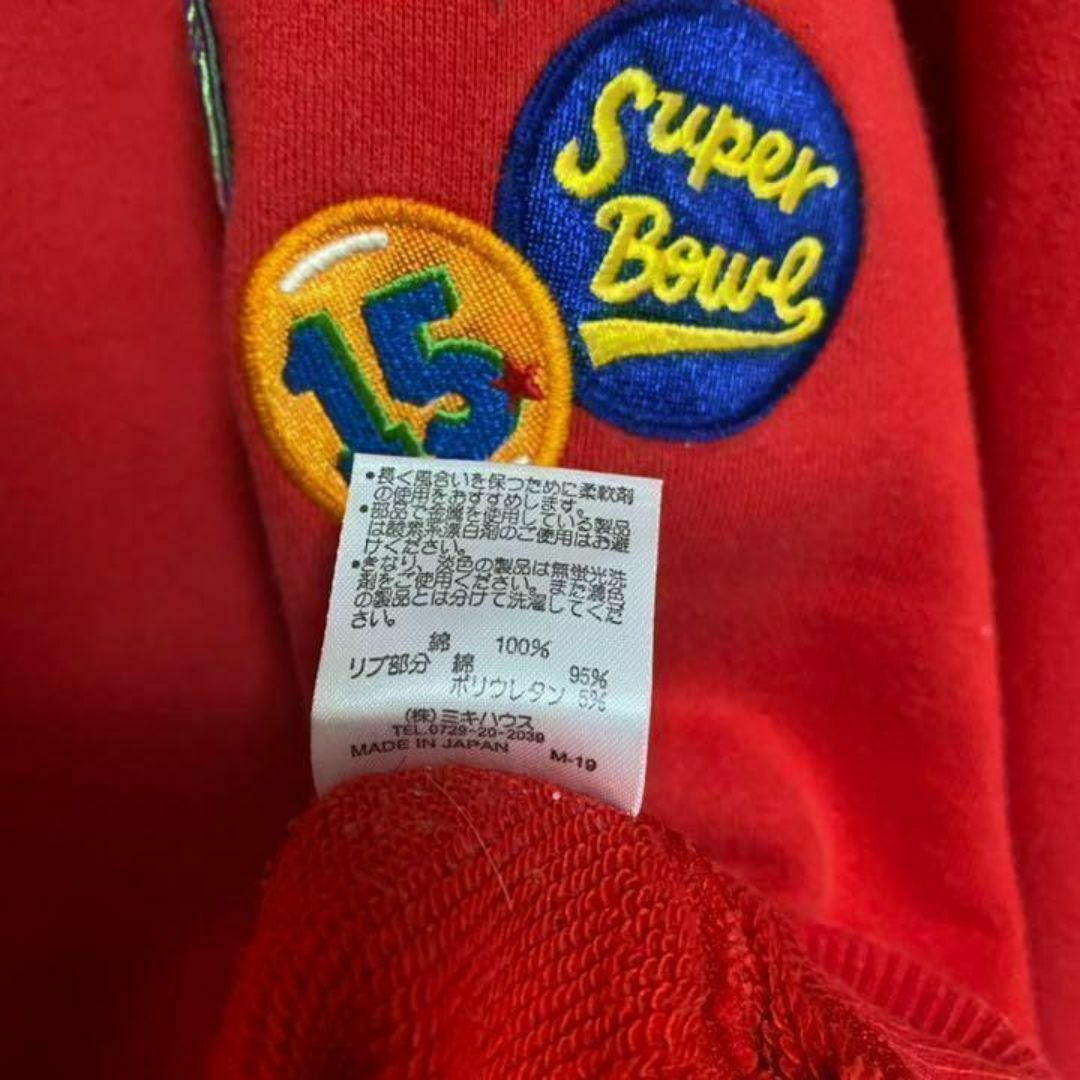 Super
Bowl
15
•長く風合いを保つために柔軟剤
の使用をおすすめします。
•部品で金属を使用している製品
は酸素系漂白剤のご使用はお避
けください。
•きなり、淡色の製品は無蛍光洗
剤をご使用ください。また濃色
の製品とは分けて洗濯してくだ
さい。
綿 100%
リブ部分 綿 95%
ポリウレタン 5%
(株)ミキハウス
TEL.0729-20-2039
MADE IN JAPAN M-19